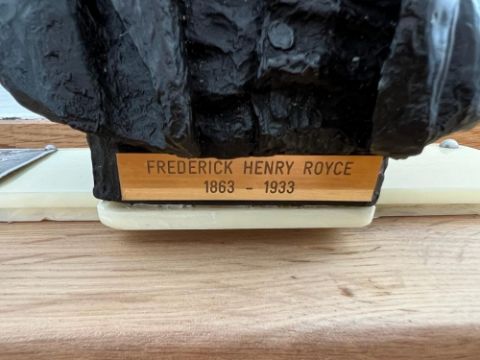 FREDERICK HENRY ROYCE
1863 - 1933